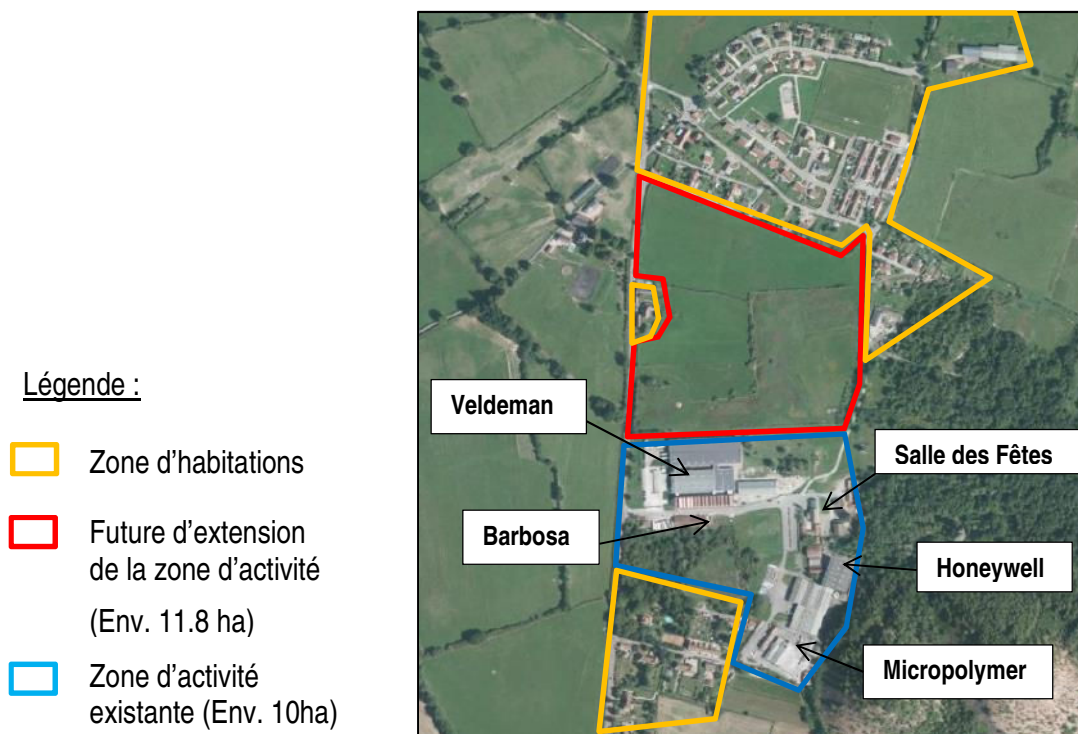 Légende :
Zone d'habitations
Future d'extension
de la zone d'activité
(Env. 11.8 ha)
Zone d'activité
existante (Env. 10ha)
Veldeman
Salle des Fêtes
Barbosa
Honeywell
Micropolymer